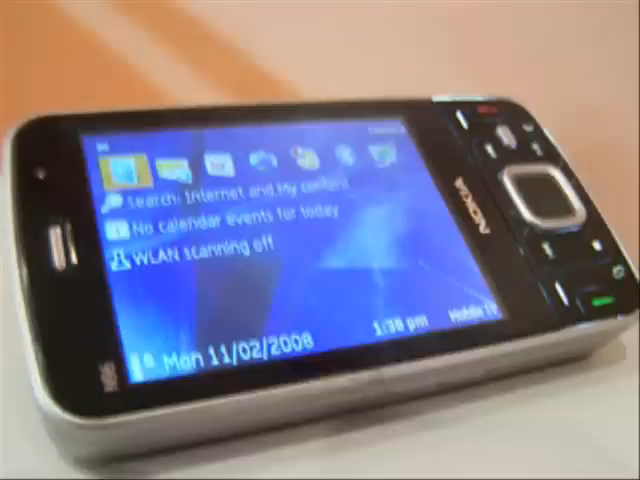 Search: Internet and My content
No calendar events for today
WLAN scanning off
Mon 11/02/2008
1:38 pm
NOKIA
N96